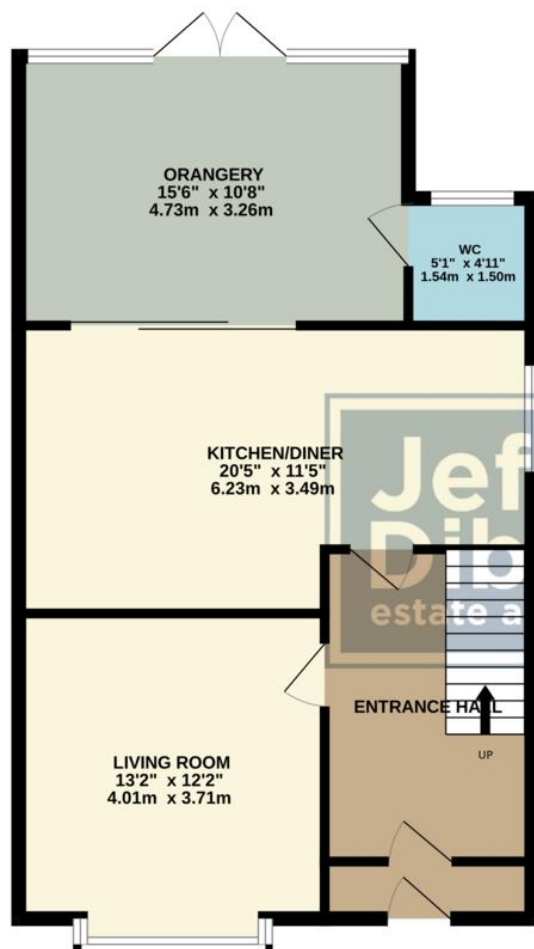 ORANGERY
15'6" x 10'8"
4.73m x 3.26m
WC
5'1" x 4'11"
1.54m x 1.50m
KITCHEN/DINER
20'5" x 11'5"
6.23m x 3.49m
Jef
Dib
estate a
ENTRANCE HALL
UP
LIVING ROOM
13'2" x 12'2"
4.01m x 3.71m